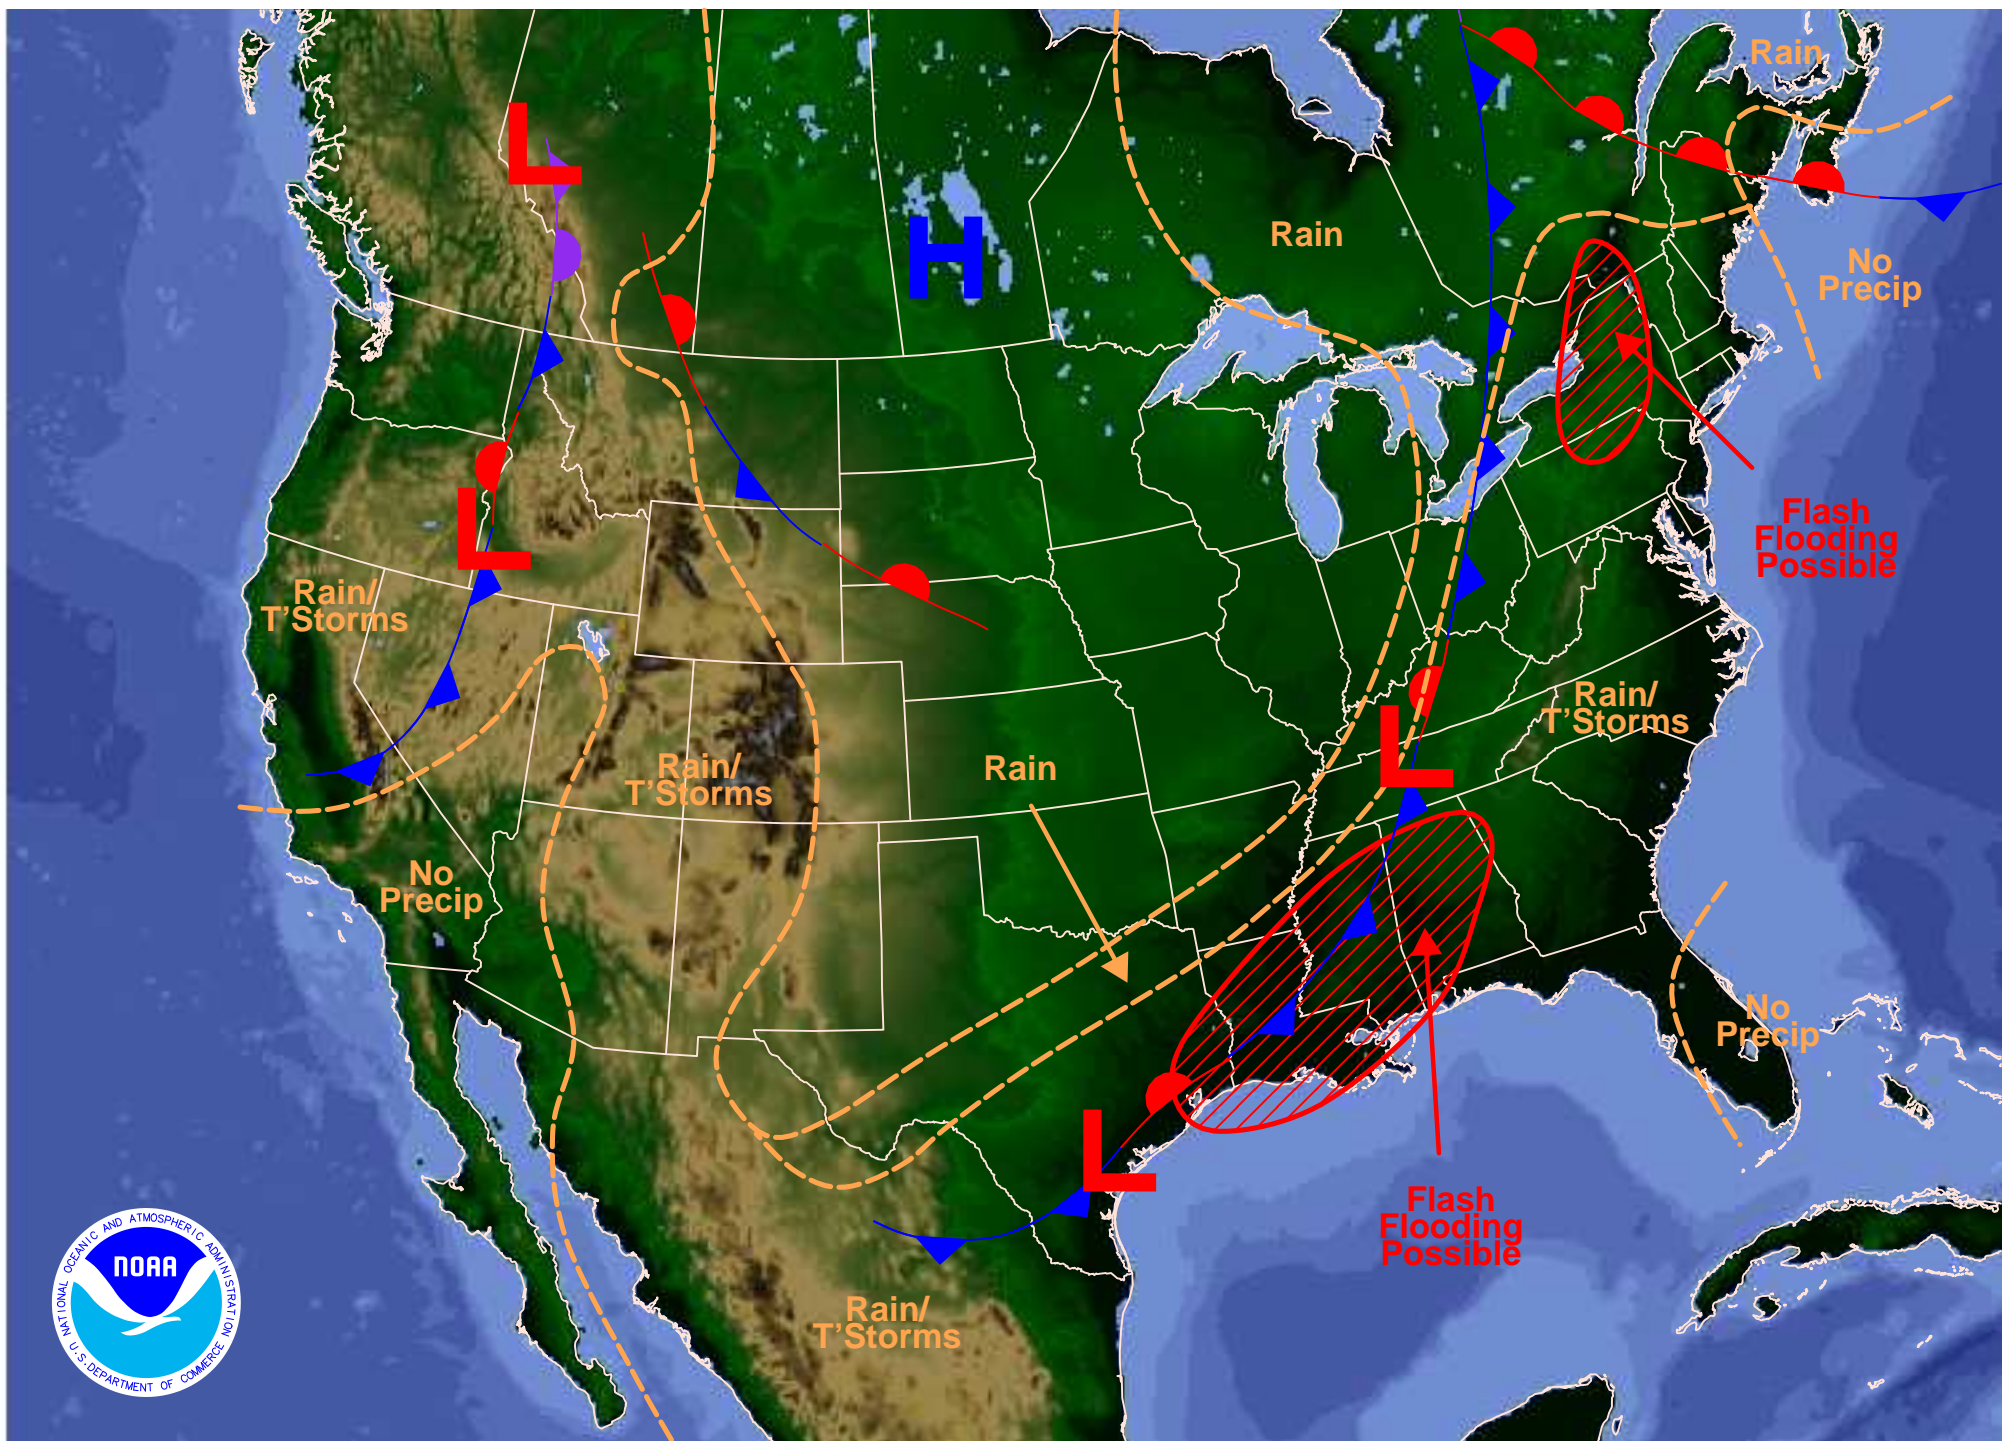 Rain
L
H
Rain
No
Precip
L
Flash
Flooding
Possible
Rain/
T'Storms
Rain/
T'Storms
L
Rain/
T'Storms
Rain
No
Precip
No
Precip
L
Flash
Flooding
Possible
Rain/
T'Storms
NATIONAL OCEANIC AND ATMOSPHERIC ADMINISTRATION
NOAA
U.S. DEPARTMENT OF COMMERCE